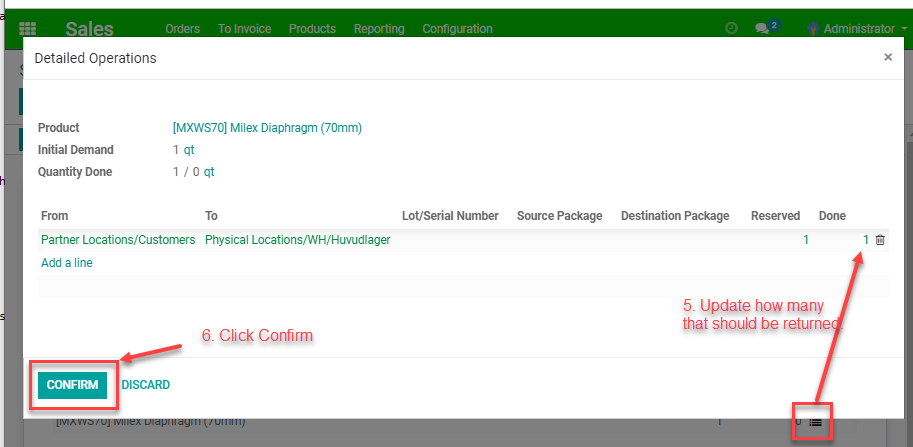 Sales Orders To Invoice Products Reporting Configuration 2 Administrator
Detailed Operations ×
Product [MXWS70] Milex Diaphragm (70mm)
Initial Demand 1 qt
Quantity Done 1 / 0 qt
From To Lot/Serial Number Source Package Destination Package Reserved Done
Partner Locations/Customers Physical Locations/WH/Huvudlager 1 1
Add a line
5. Update how many
that should be returned.
6. Click Confirm
CONFIRM DISCARD
[MXWS70] Milex Diaphragm (70mm) 1 0